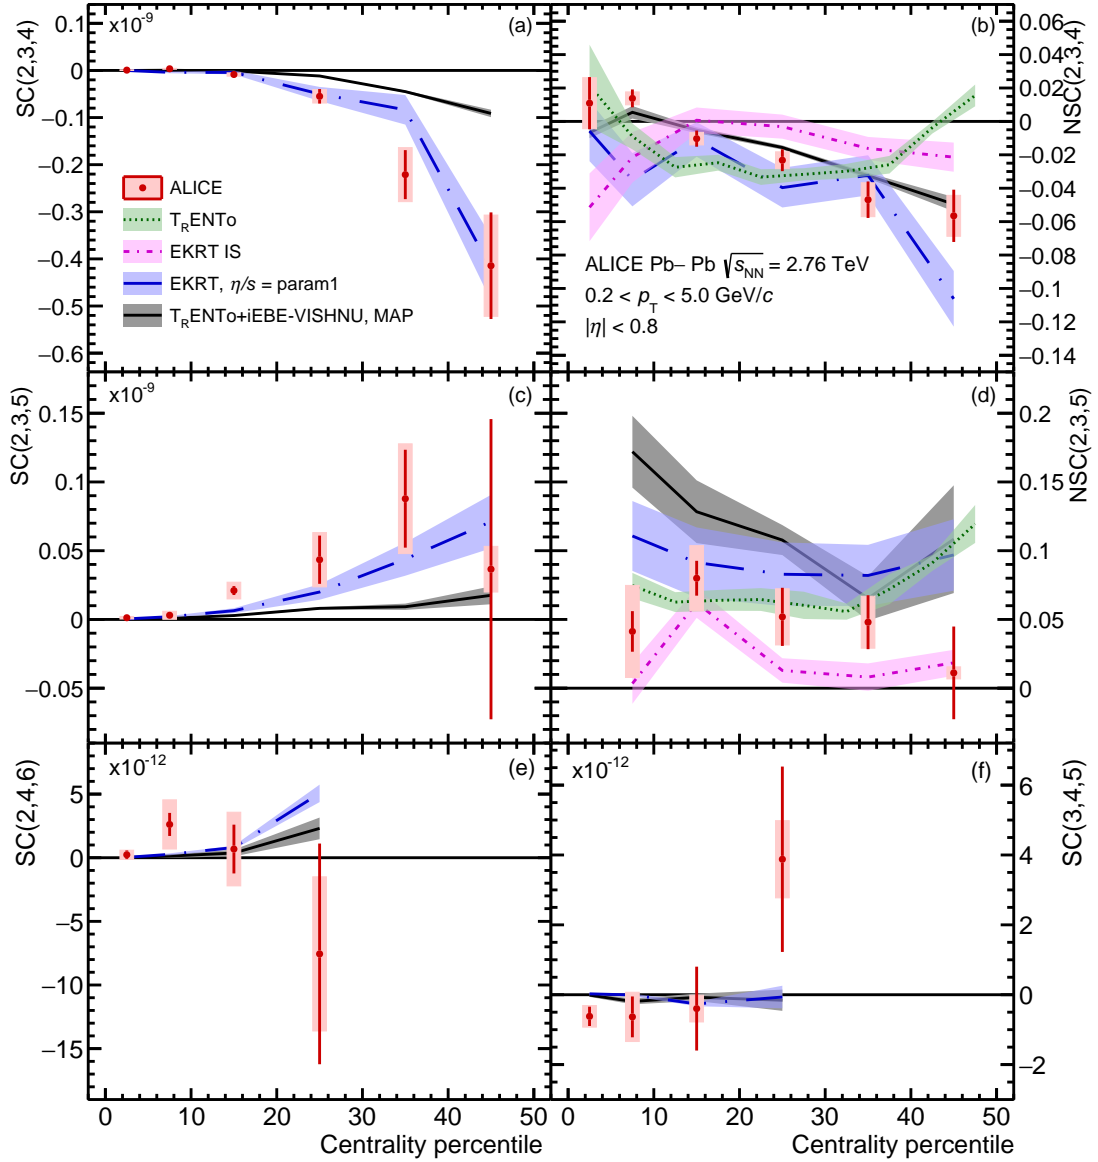 ×10⁻⁹
(a)
SC(2,3,4)
0.1
0
−0.1
−0.2
−0.3
−0.4
−0.5
−0.6
ALICE
TRENTo
EKRT IS
EKRT, η/s = param1
TRENTo+iEBE-VISHNU, MAP
(b)
NSC(2,3,4)
0.06
0.04
0.02
0
−0.02
−0.04
−0.06
−0.08
−0.1
−0.12
−0.14
ALICE Pb– Pb √sNN = 2.76 TeV
0.2 < pT < 5.0 GeV/c
|η| < 0.8
×10⁻⁹
(c)
SC(2,3,5)
0.15
0.1
0.05
0
−0.05
(d)
NSC(2,3,5)
0.2
0.15
0.1
0.05
0
×10⁻¹²
(e)
SC(2,4,6)
5
0
−5
−10
−15
0 10 20 30 40 50
Centrality percentile
×10⁻¹²
(f)
SC(3,4,5)
6
4
2
0
−2
0 10 20 30 40 50
Centrality percentile